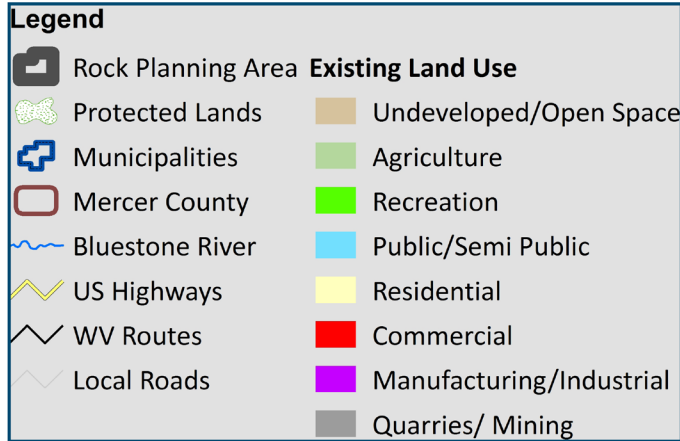 Legend
Rock Planning Area
Protected Lands
Municipalities
Mercer County
Bluestone River
US Highways
WV Routes
Local Roads
Existing Land Use
Undeveloped/Open Space
Agriculture
Recreation
Public/Semi Public
Residential
Commercial
Manufacturing/Industrial
Quarries/ Mining